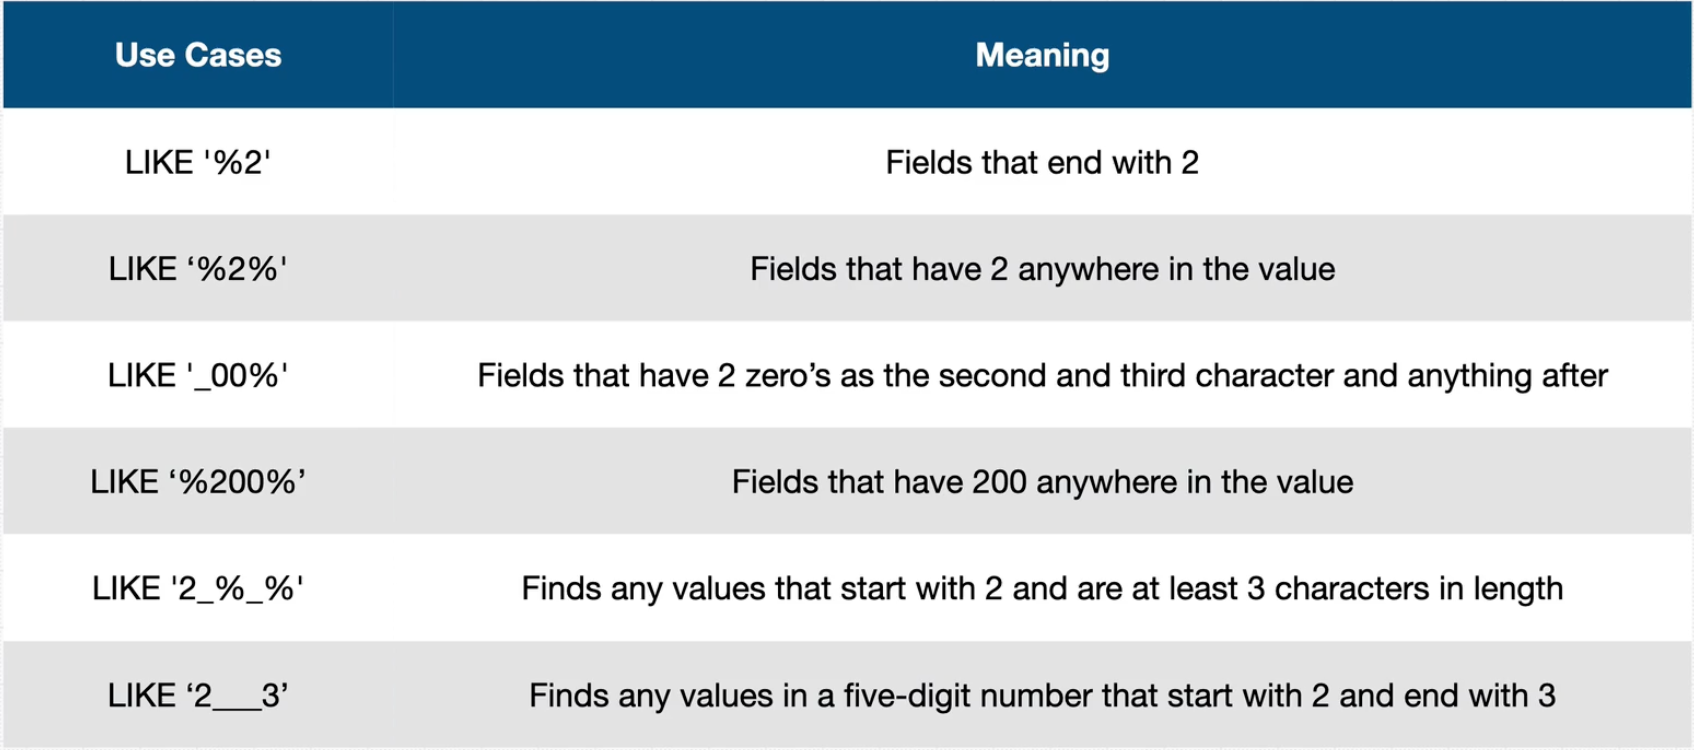 Use Cases Meaning
LIKE '%2' Fields that end with 2
LIKE ‘%2%' Fields that have 2 anywhere in the value
LIKE '_00%' Fields that have 2 zero’s as the second and third character and anything after
LIKE ‘%200%’ Fields that have 200 anywhere in the value
LIKE '2_%_%' Finds any values that start with 2 and are at least 3 characters in length
LIKE ‘2___3’ Finds any values in a five-digit number that start with 2 and end with 3